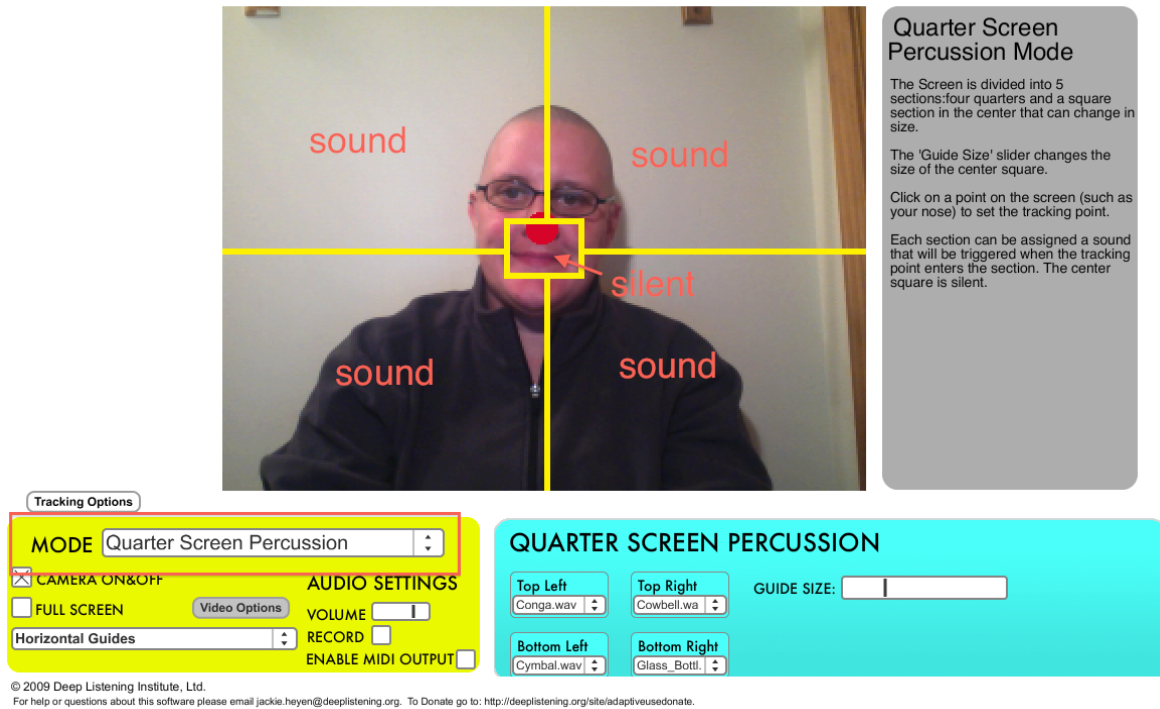 sound
sound
silent
sound
sound
Quarter Screen
Percussion Mode
The Screen is divided into 5
sections:four quarters and a square
section in the center that can change in
size.
The 'Guide Size' slider changes the
size of the center square.
Click on a point on the screen (such as
your nose) to set the tracking point.
Each section can be assigned a sound
that will be triggered when the tracking
point enters the section. The center
square is silent.
Tracking Options
MODE Quarter Screen Percussion
CAMERA ON&OFF
FULL SCREEN Video Options
Horizontal Guides
AUDIO SETTINGS
VOLUME
RECORD
ENABLE MIDI OUTPUT
QUARTER SCREEN PERCUSSION
Top Left
Conga.wav
Top Right
Cowbell.wa
GUIDE SIZE:
Bottom Left
Cymbal.wav
Bottom Right
Glass_Bottl.
© 2009 Deep Listening Institute, Ltd.
For help or questions about this software please email jackie.heyen@deeplistening.org. To Donate go to: http://deeplistening.org/site/adaptiveusedonate.